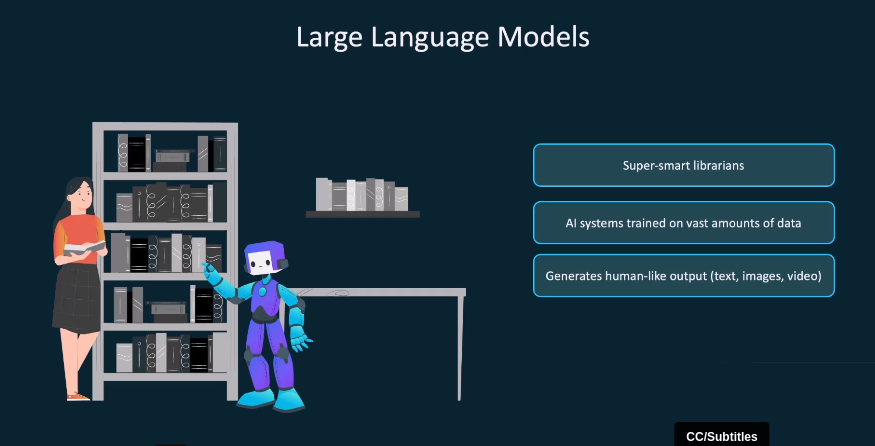 Large Language Models
Super-smart librarians
AI systems trained on vast amounts of data
Generates human-like output (text, images, video)
CC/Subtitles